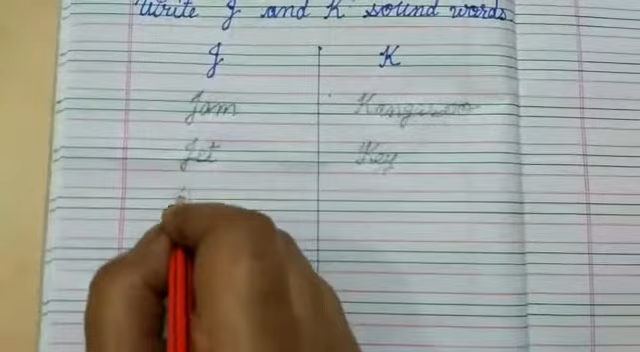 Write J and K sound words
J K
Jam Kangaroo
Jet Key